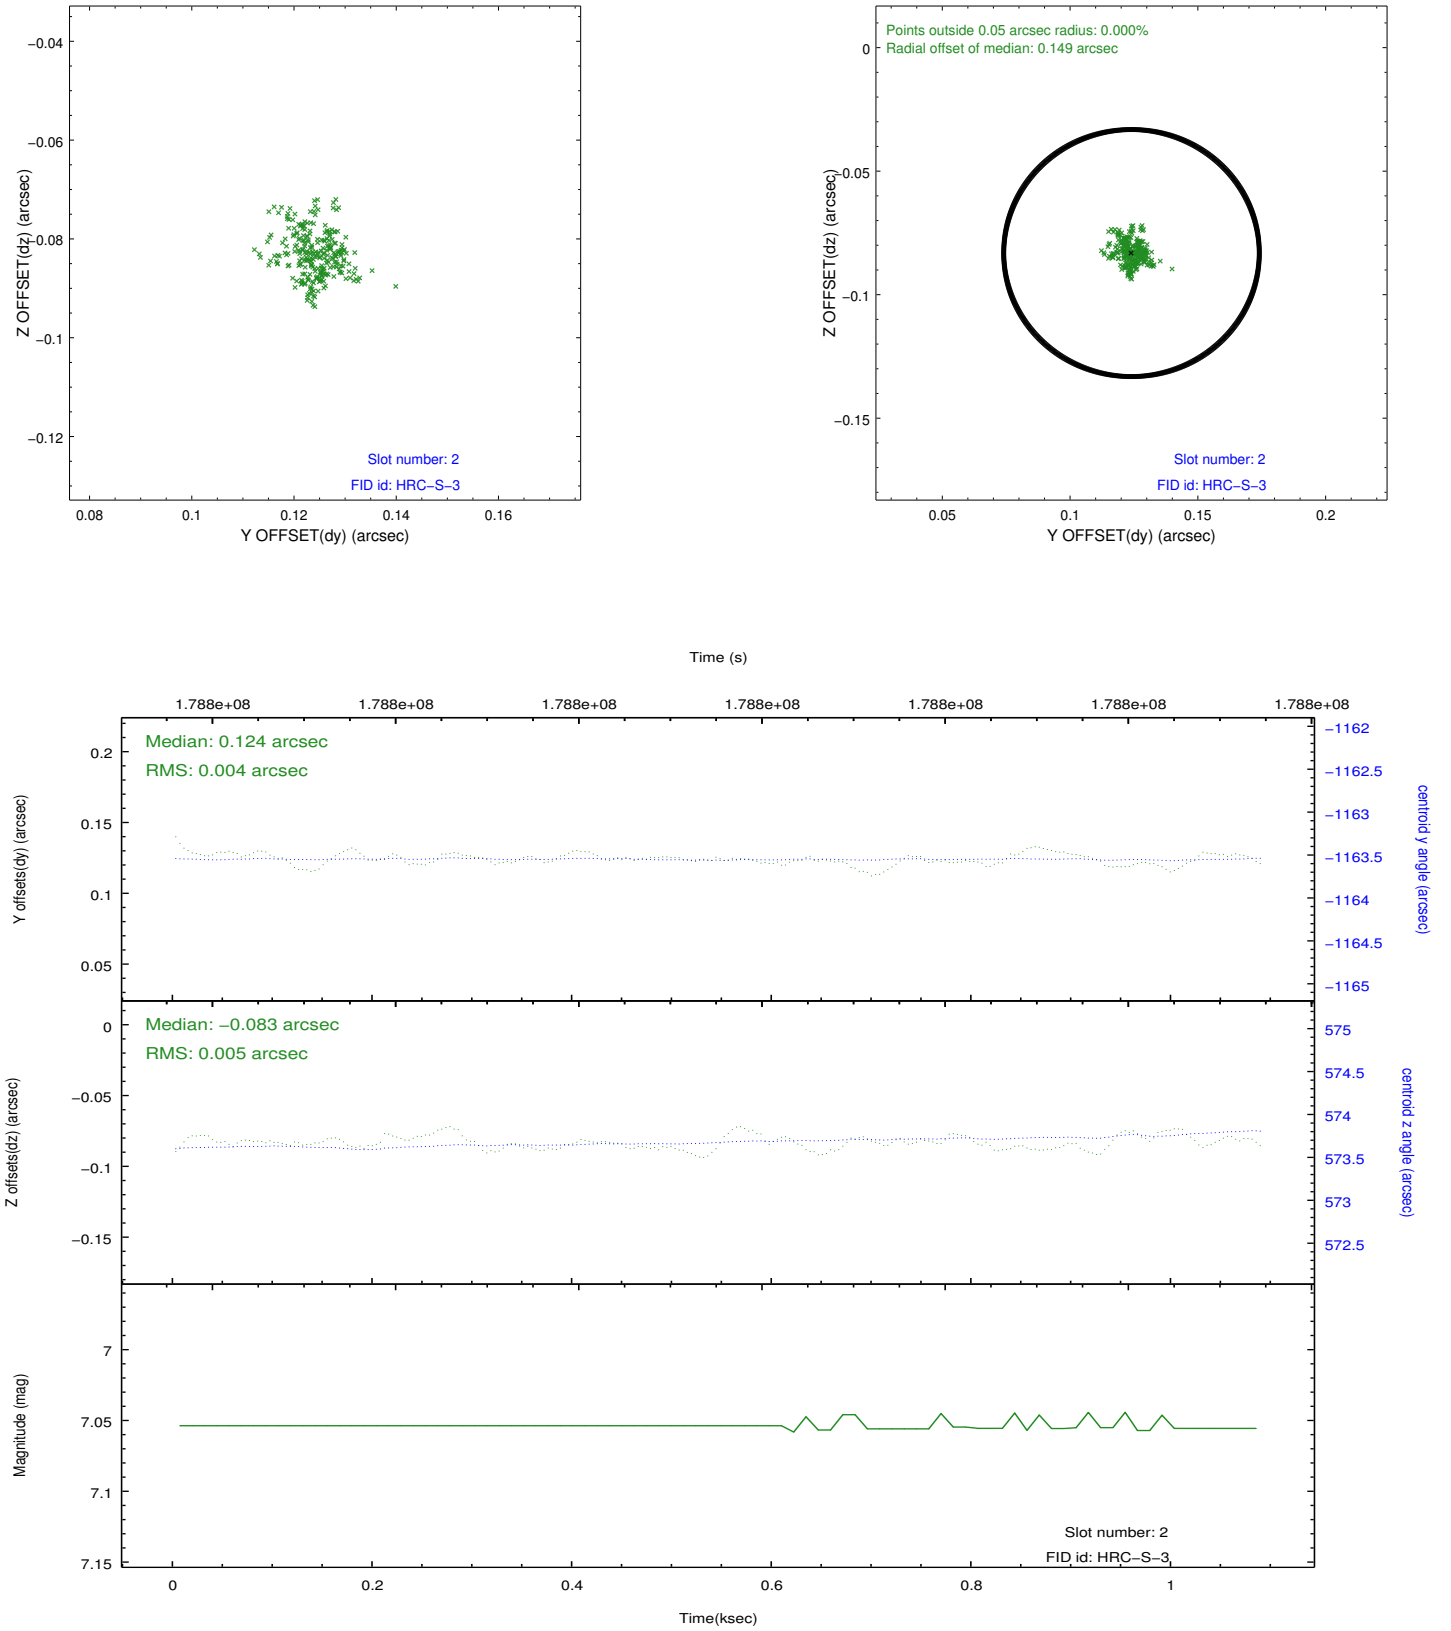 −0.04
−0.06
−0.08
−0.1
−0.12
Z OFFSET(dz) (arcsec)
Slot number: 2
FID id: HRC−S−3
0.08
0.1
0.12
0.14
0.16
Y OFFSET(dy) (arcsec)
Points outside 0.05 arcsec radius: 0.000%
Radial offset of median: 0.149 arcsec
0
−0.05
−0.1
−0.15
Z OFFSET(dz) (arcsec)
Slot number: 2
FID id: HRC−S−3
0.05
0.1
0.15
0.2
Y OFFSET(dy) (arcsec)
Time (s)
1.788e+08
1.788e+08
1.788e+08
1.788e+08
1.788e+08
1.788e+08
1.788e+08
Median: 0.124 arcsec
RMS: 0.004 arcsec
0.2
0.15
0.1
0.05
Y offsets(dy) (arcsec)
−1162
−1162.5
−1163
−1163.5
−1164
−1164.5
−1165
centroid y angle (arcsec)
Median: −0.083 arcsec
RMS: 0.005 arcsec
0
−0.05
−0.1
−0.15
Z offsets(dz) (arcsec)
575
574.5
574
573.5
573
572.5
centroid z angle (arcsec)
7
7.05
7.1
7.15
Magnitude (mag)
Slot number: 2
FID id: HRC−S−3
0
0.2
0.4
0.6
0.8
1
Time(ksec)